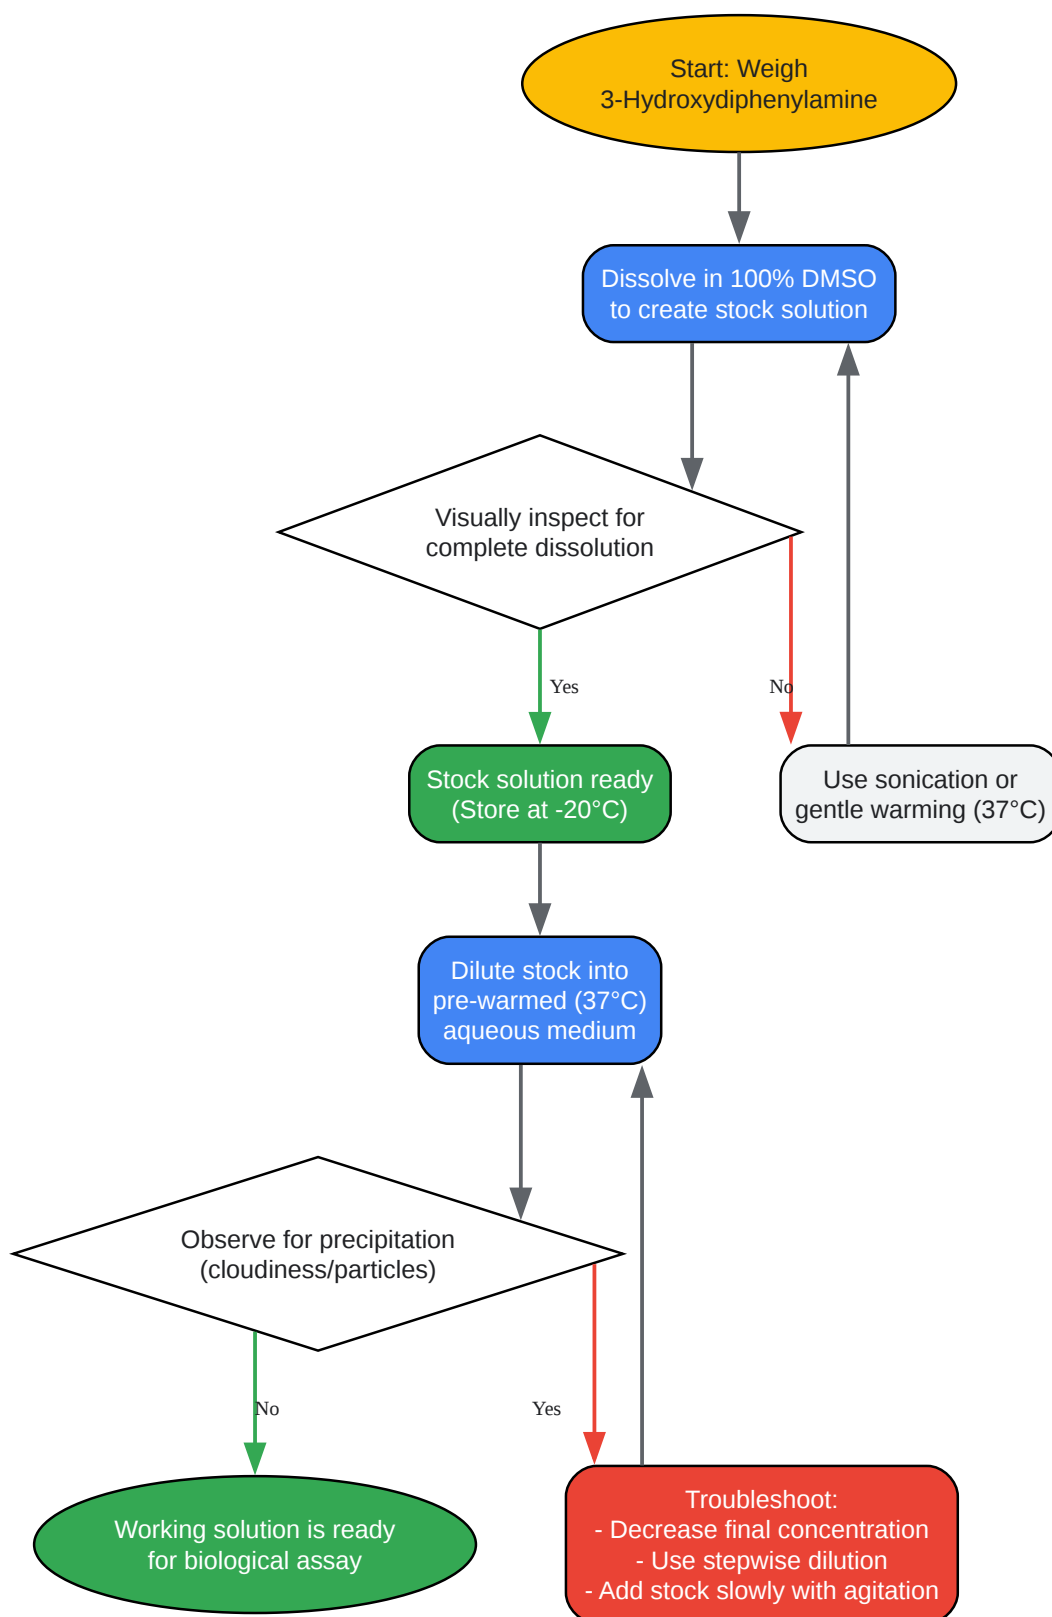 Start: Weigh
3-Hydroxydiphenylamine
Dissolve in 100% DMSO
to create stock solution
Visually inspect for
complete dissolution
Yes
No
Stock solution ready
(Store at -20°C)
Use sonication or
gentle warming (37°C)
Dilute stock into
pre-warmed (37°C)
aqueous medium
Observe for precipitation
(cloudiness/particles)
No
Yes
Working solution is ready
for biological assay
Troubleshoot:
- Decrease final concentration
- Use stepwise dilution
- Add stock slowly with agitation